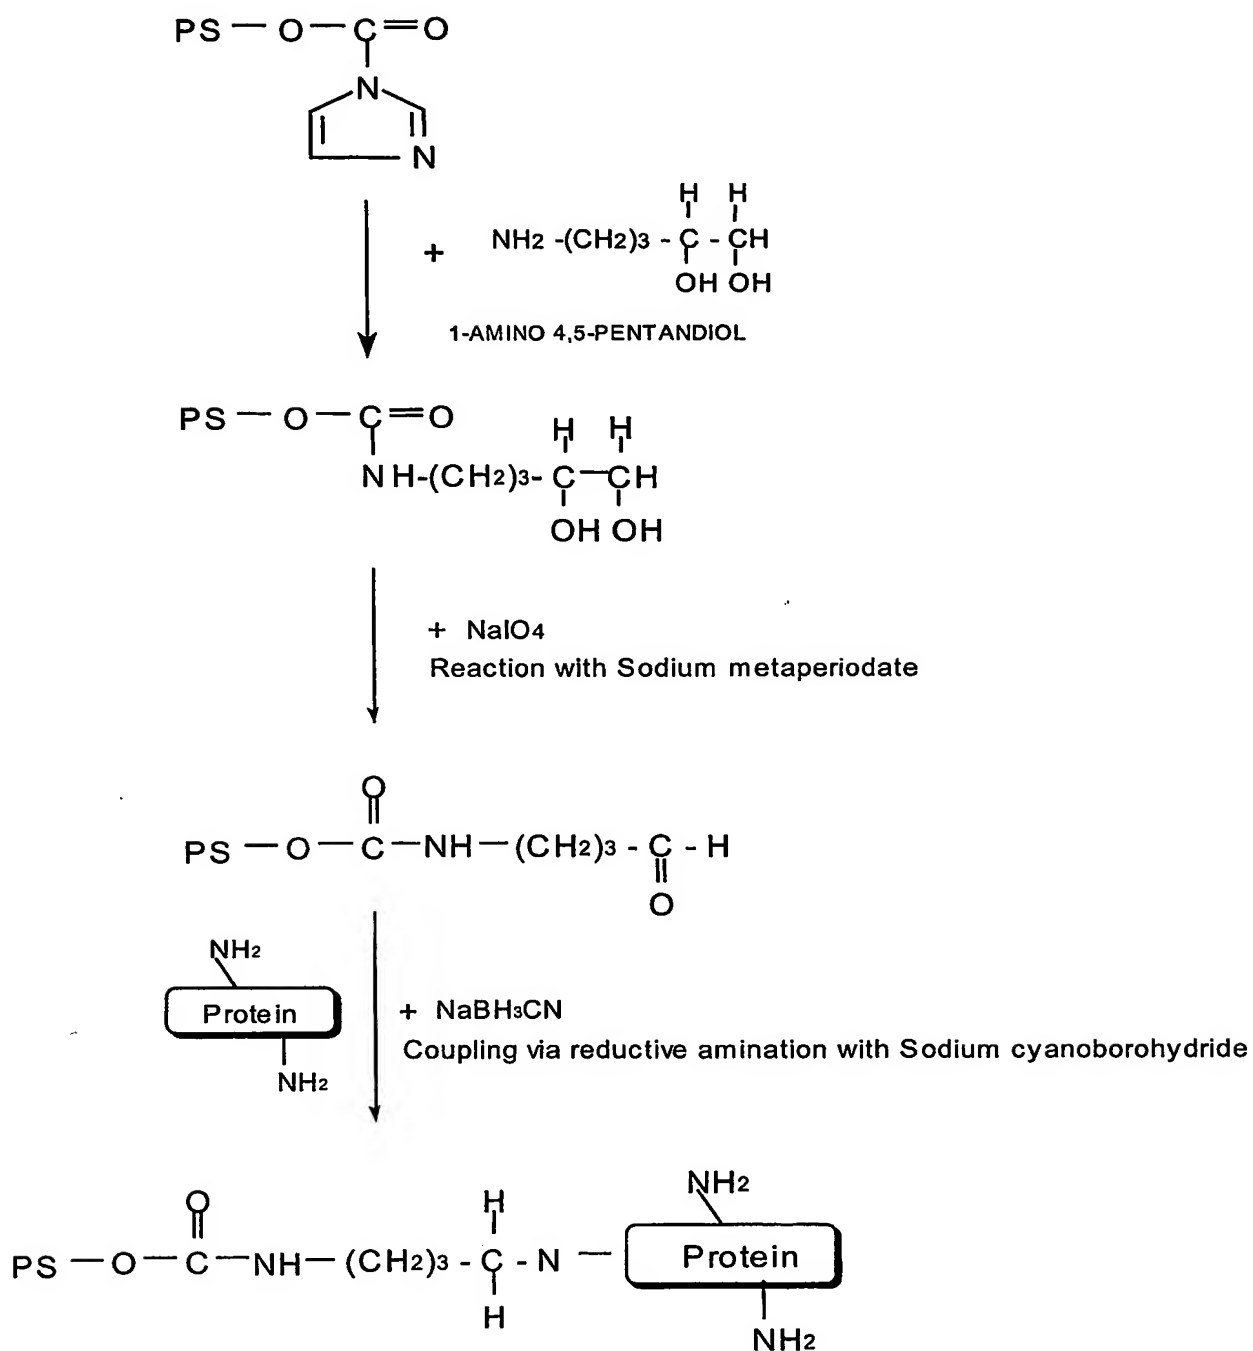 PS — O — C = O
N
N
H H
+ NH2 -(CH2)3 - C - CH
OH OH
1-AMINO 4,5-PENTANDIOL
PS — O — C = O
H H
NH-(CH2)3- C — CH
OH OH
+ NaIO4
Reaction with Sodium metaperiodate
O
PS — O — C — NH — (CH2)3 - C - H
O
NH2
Protein
NH2
+ NaBH3CN
Coupling via reductive amination with Sodium cyanoborohydride
O H NH2
PS — O — C — NH — (CH2)3 - C - N — Protein
H NH2